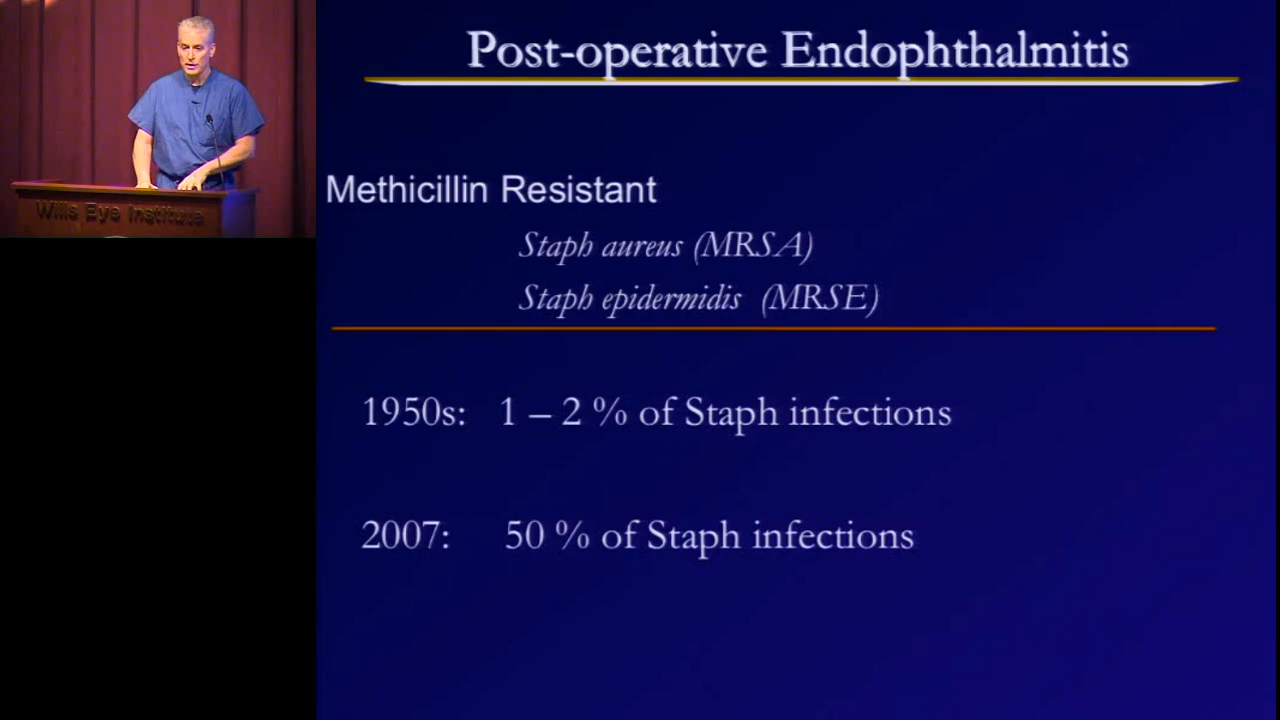 Post-operative Endophthalmitis
Wills Eye Institute
Methicillin Resistant
Staph aureus (MRSA)
Staph epidermidis (MRSE)
1950s: 1 – 2 % of Staph infections
2007: 50 % of Staph infections